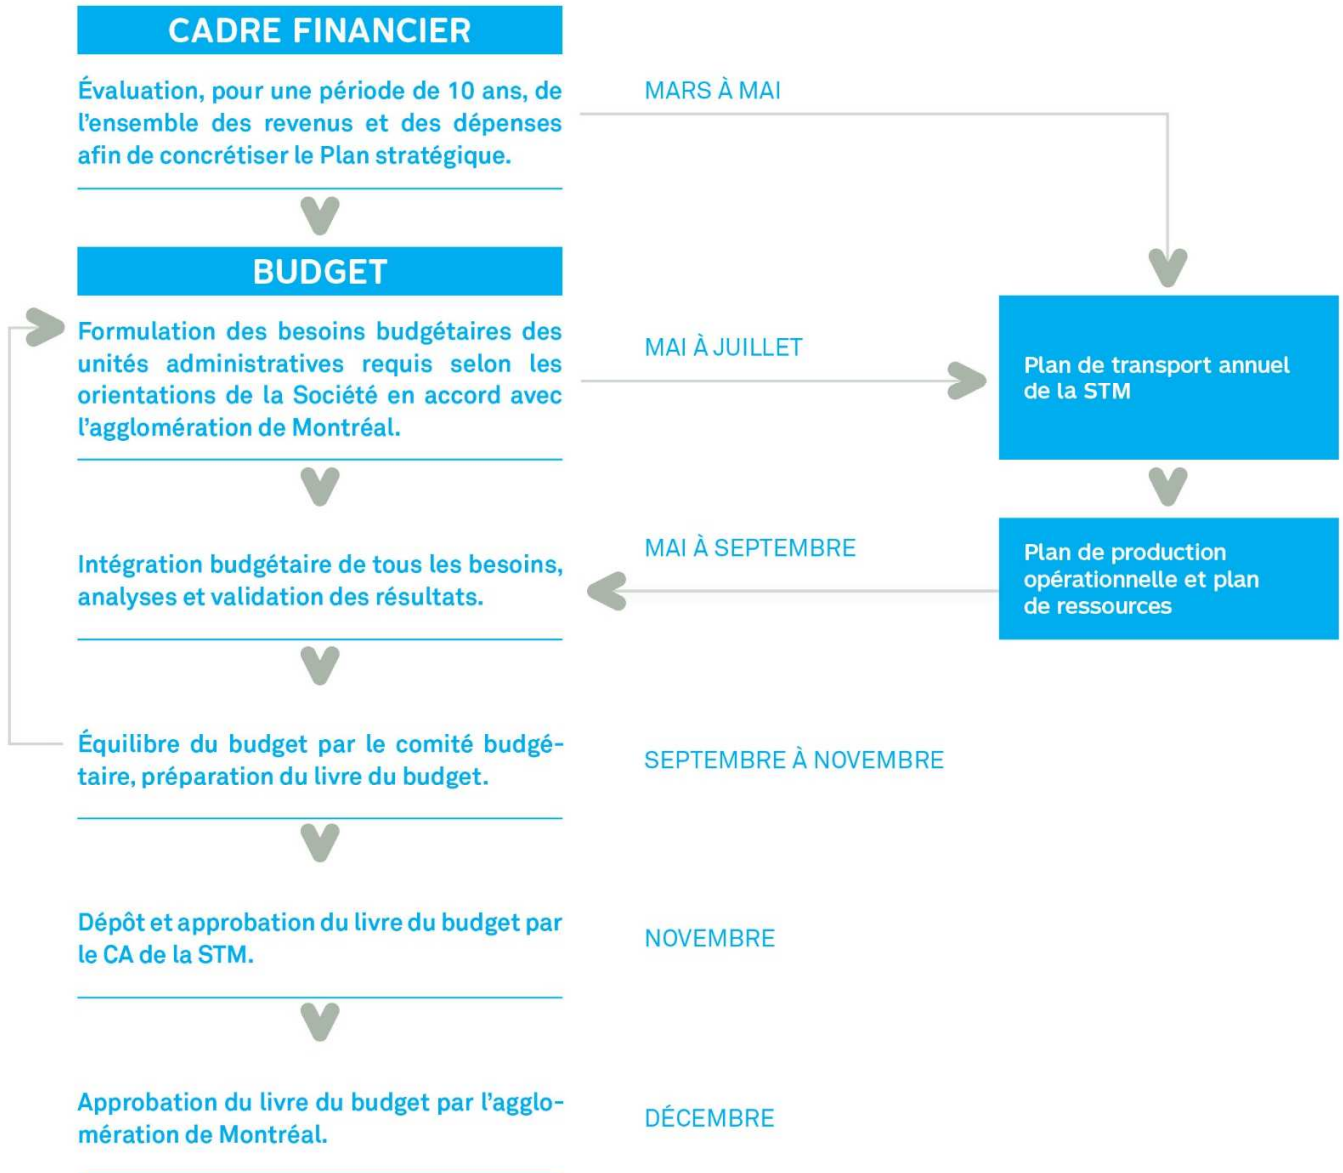 CADRE FINANCIER
Évaluation, pour une période de 10 ans, de
l'ensemble des revenus et des dépenses
afin de concrétiser le Plan stratégique.
MARS À MAI
BUDGET
Formulation des besoins budgétaires des
unités administratives requis selon les
orientations de la Société en accord avec
l'agglomération de Montréal.
MAI À JUILLET
Plan de transport annuel
de la STM
Intégration budgétaire de tous les besoins,
analyses et validation des résultats.
MAI À SEPTEMBRE
Plan de production
opérationnelle et plan
de ressources
Équilibre du budget par le comité budgé-
taire, préparation du livre du budget.
SEPTEMBRE À NOVEMBRE
Dépôt et approbation du livre du budget par
le CA de la STM.
NOVEMBRE
Approbation du livre du budget par l'agglo-
mération de Montréal.
DÉCEMBRE